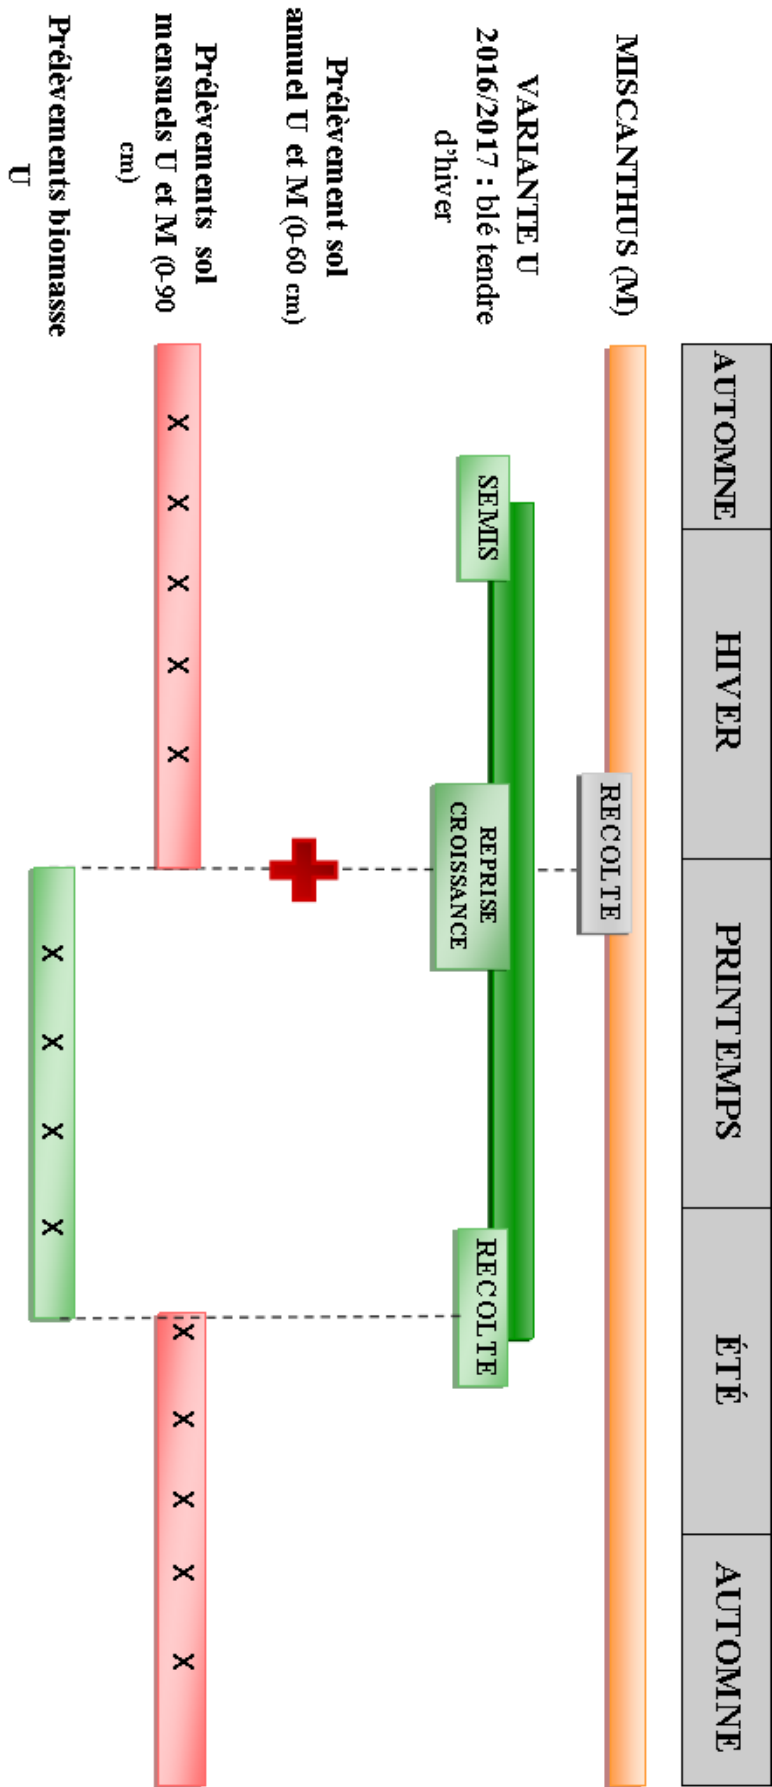 AUTOMNE
HIVER
PRINTEMPS
ÉTÉ
AUTOMNE
MISCANTHUS (M)
RECOLTE
VARIANTE U
2016/2017 : blé tendre
d'hiver
SEMIS
REPRISE
CROISSANCE
RECOLTE
Prélèvement sol
annuel U et M (0-60 cm)
Prélèvements sol
mensuels U et M (0-90
cm)
X X X X X
X X X X X
Prélèvements biomasse
U
X X X X